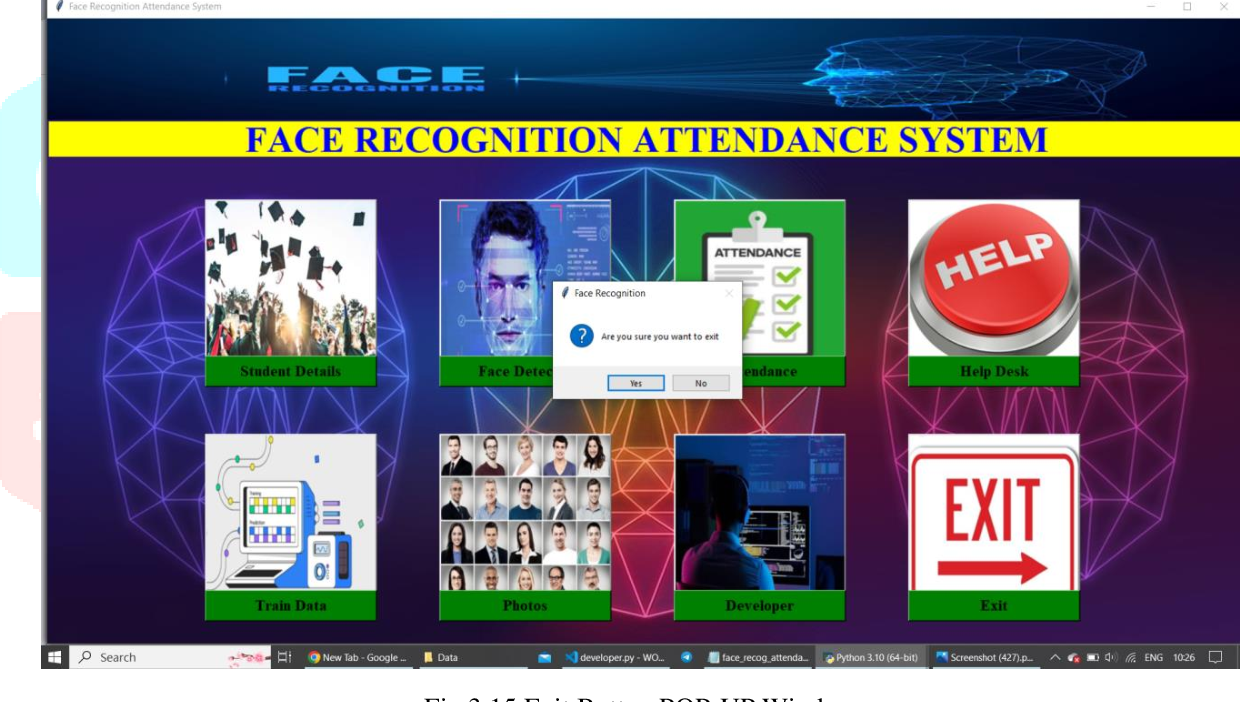 Face Recognition Attendance System
FACE
RECOGNITION
FACE RECOGNITION ATTENDANCE SYSTEM
ATTENDANCE
HELP
Face Recognition
Are you sure you want to exit
Yes
No
Student Details
Face Detec
endance
Help Desk
Training
Prediction
EXIT
Train Data
Photos
Developer
Exit
Search
New Tab - Google ...
Data
developer.py - WO...
face_recog_attenda...
Python 3.10 (64-bit)
Screenshot (427).p...
ENG
1026
Fig 3.15 Exit Button POP-UP